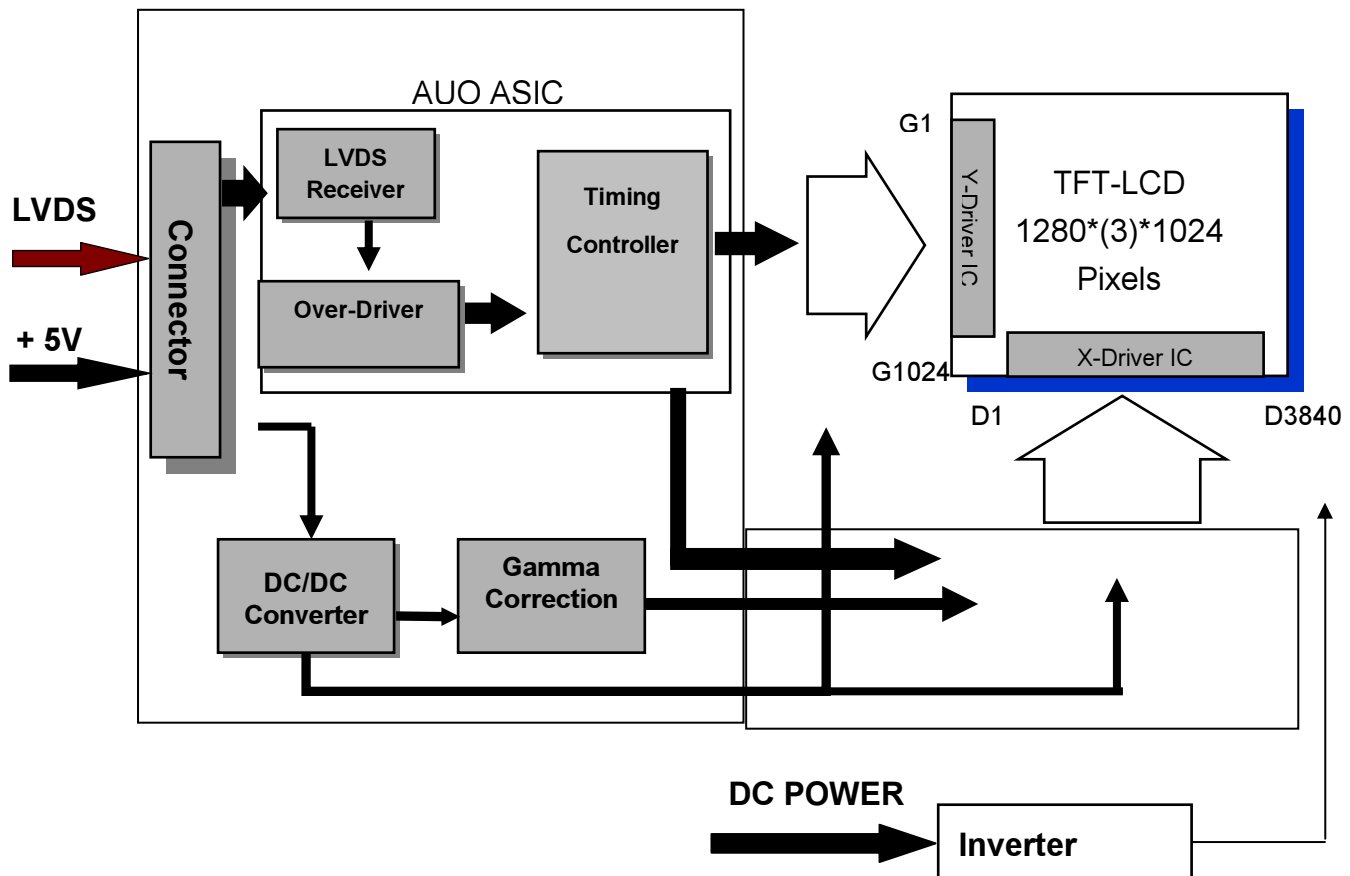 AUO ASIC
LVDS
Receiver
Timing
Controller
Over-Driver
Connector
LVDS
+ 5V
G1
Y-Driver IC
TFT-LCD
1280*(3)*1024
Pixels
G1024
X-Driver IC
D1
D3840
DC/DC
Converter
Gamma
Correction
DC POWER
Inverter